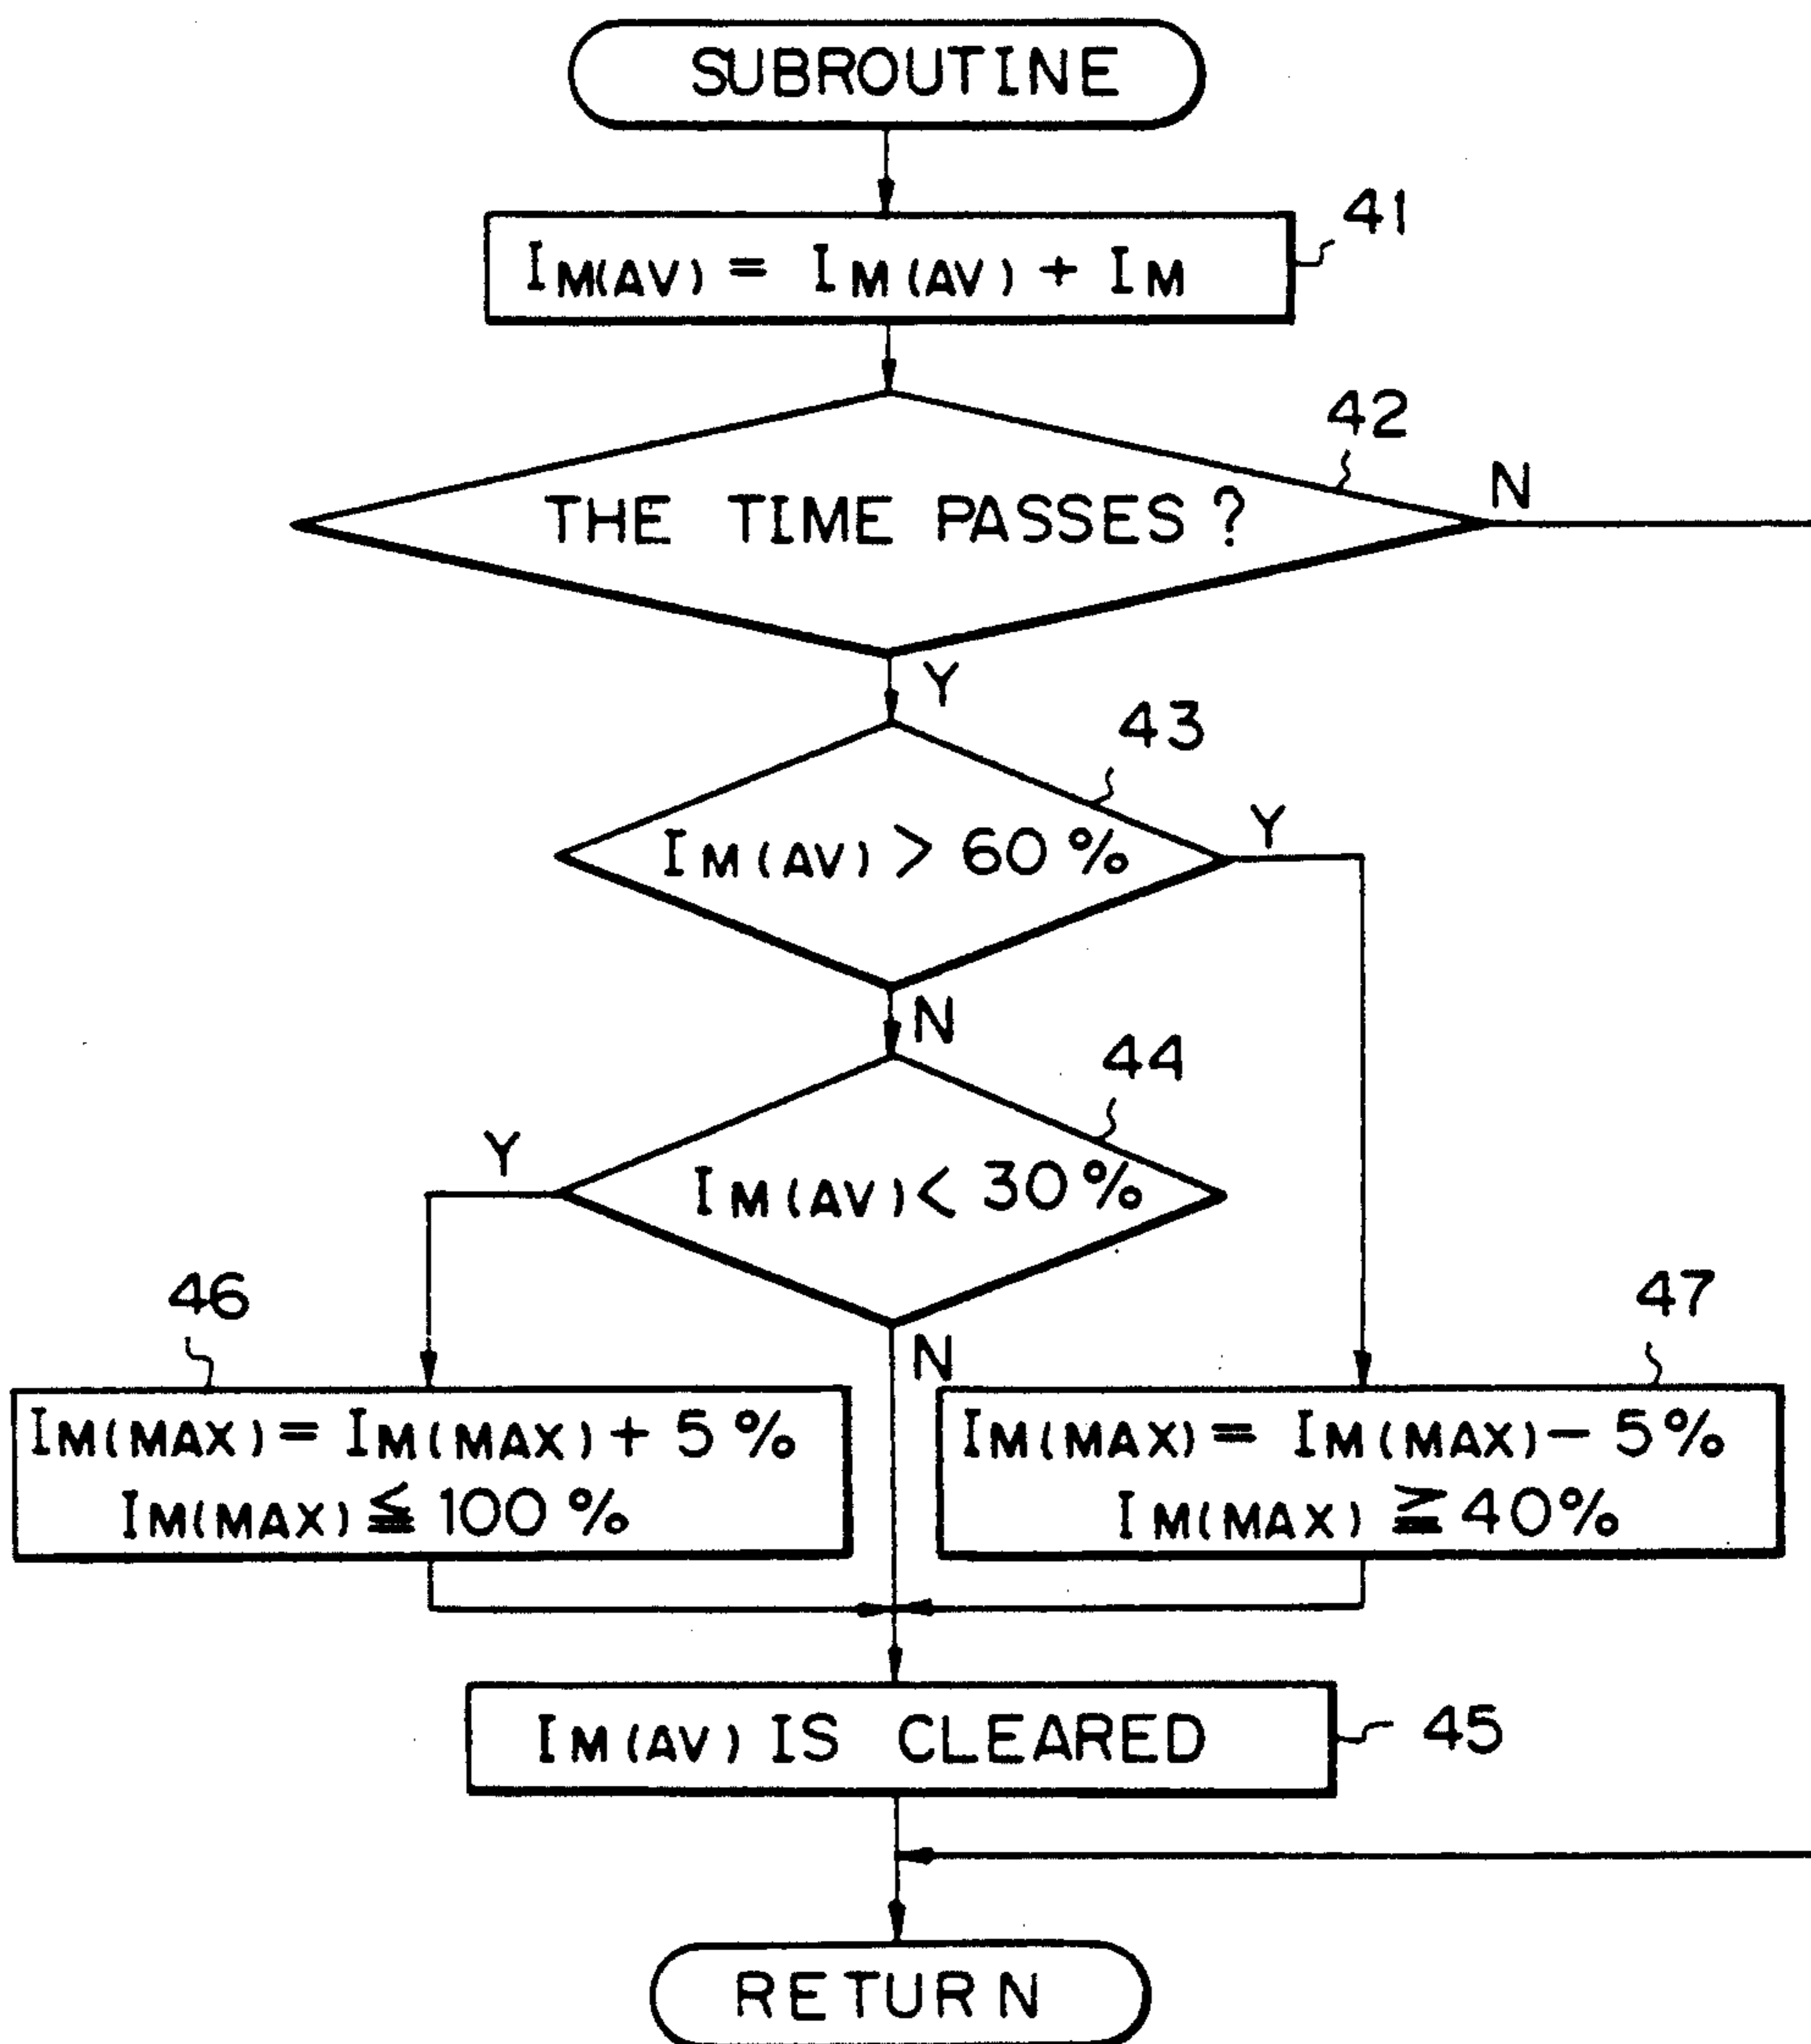 SUBROUTINE
41
IM(AV) = IM(AV) + IM
42
N
THE TIME PASSES?
Y
43
Y
IM(AV) > 60%
N
44
Y
IM(AV) < 30%
46
47
N
IM(MAX) = IM(MAX) + 5%
IM(MAX) ≦ 100%
IM(MAX) = IM(MAX) - 5%
IM(MAX) ≧ 40%
IM(AV) IS CLEARED
45
RETURN